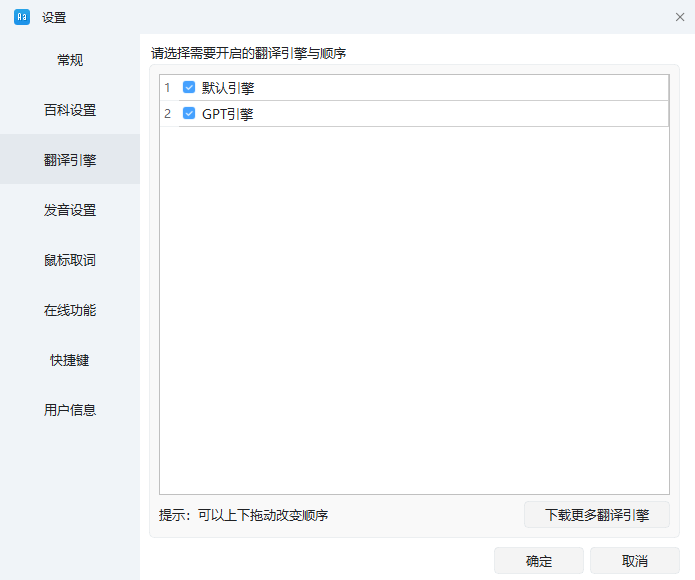 设置
常规
百科设置
翻译引擎
发音设置
鼠标取词
在线功能
快捷键
用户信息
请选择需要开启的翻译引擎与顺序
1 默认引擎
2 GPT引擎
提示：可以上下拖动改变顺序
下载更多翻译引擎
确定 取消